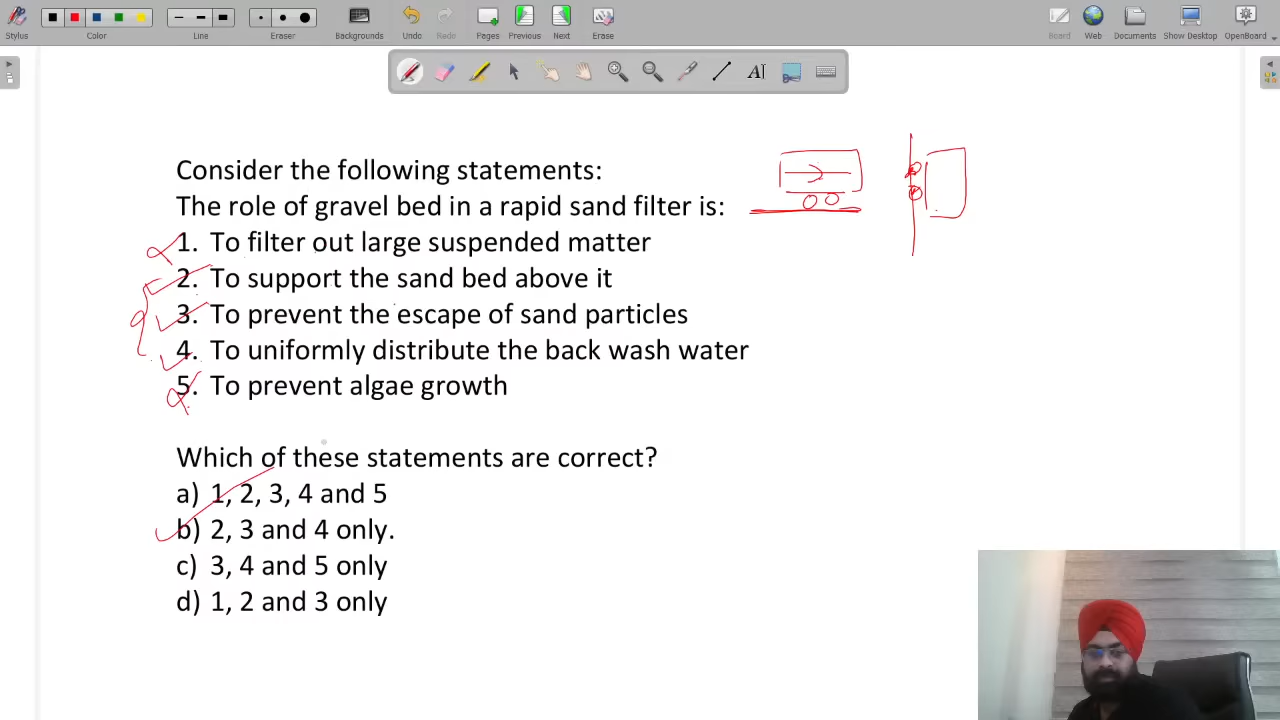 Stylus
Color
Line
Eraser
Backgrounds
Undo
Redo
Pages
Previous
Next
Erase
Board
Web
Documents
Show Desktop
OpenBoard
Consider the following statements:
The role of gravel bed in a rapid sand filter is:
1. To filter out large suspended matter
2. To support the sand bed above it
3. To prevent the escape of sand particles
4. To uniformly distribute the back wash water
5. To prevent algae growth
Which of these statements are correct?
a) 1, 2, 3, 4 and 5
b) 2, 3 and 4 only.
c) 3, 4 and 5 only
d) 1, 2 and 3 only